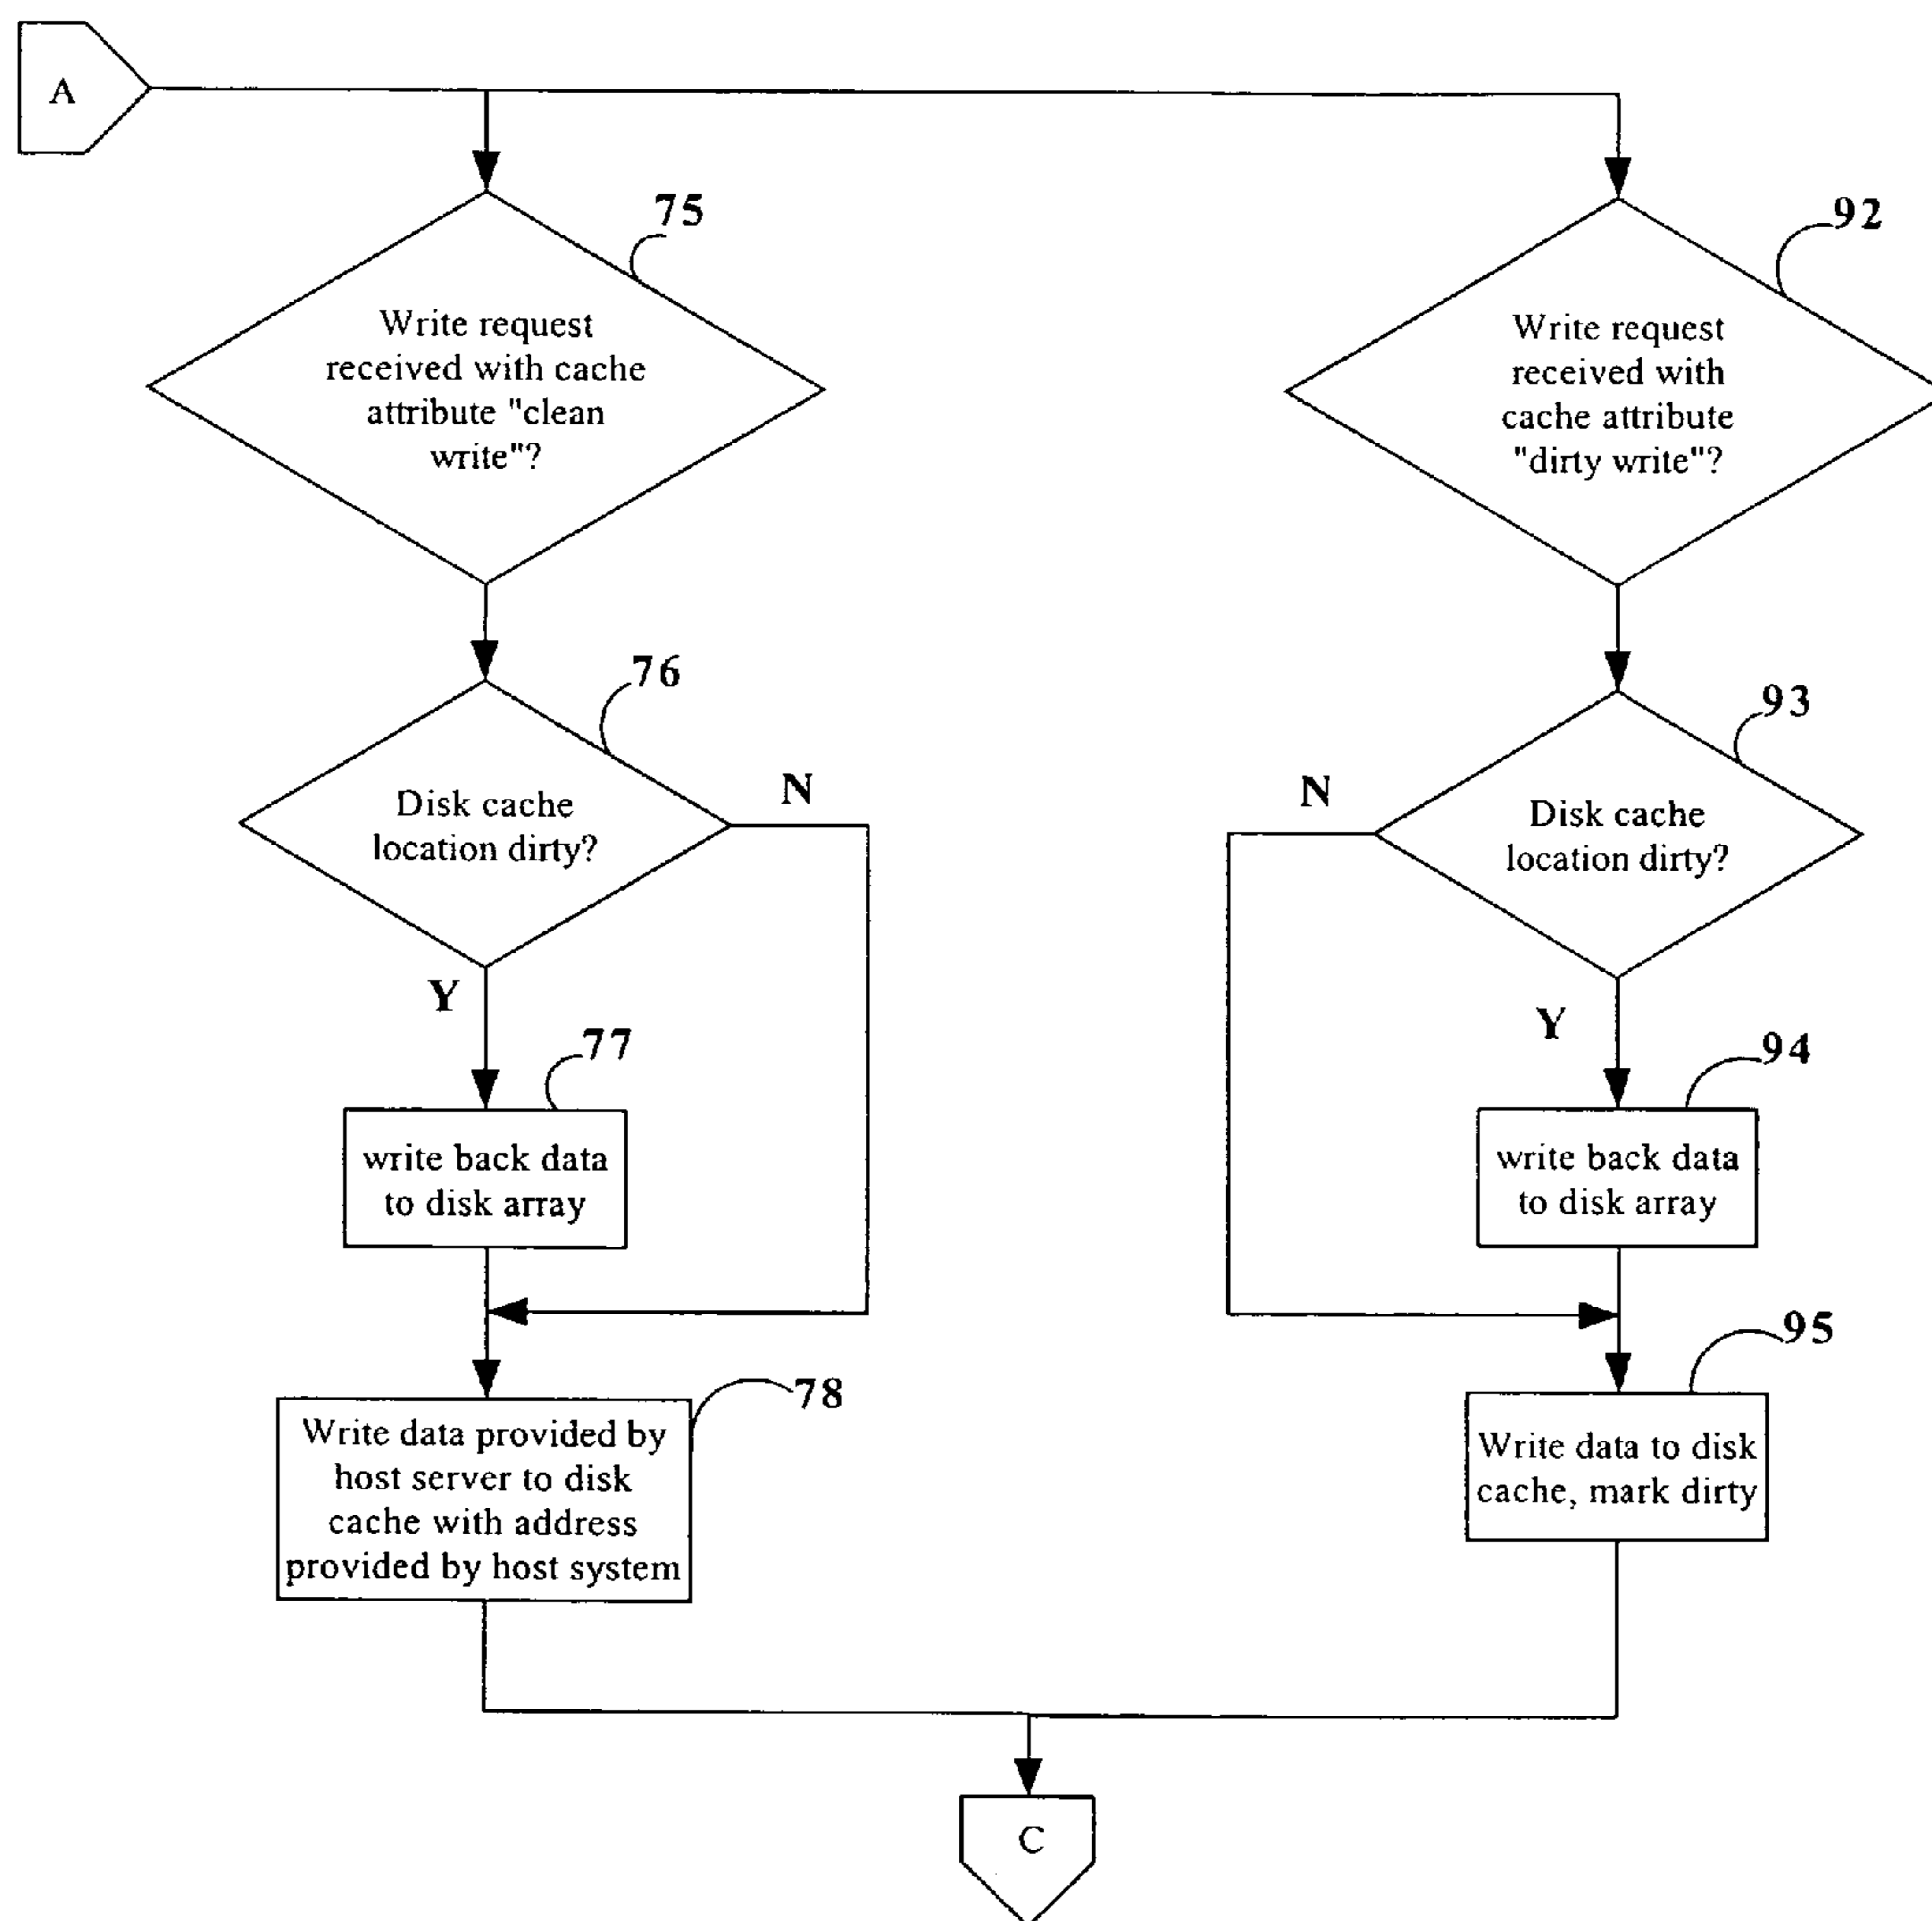 A
75
Write request
received with cache
attribute "clean
write"?
92
Write request
received with
cache attribute
"dirty write"?
76
Disk cache
location dirty?
N
Y
93
Disk cache
location dirty?
N
Y
77
write back data
to disk array
94
write back data
to disk array
78
Write data provided by
host server to disk
cache with address
provided by host system
95
Write data to disk
cache, mark dirty
C